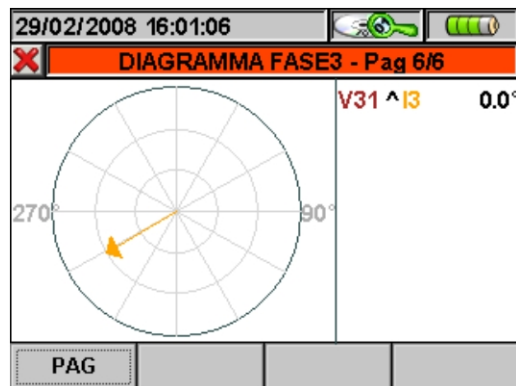 29/02/2008 16:01:06
DIAGRAMMA FASE3 - Pag 6/6
V31 ^ I3 0.0°
270°
90°
PAG